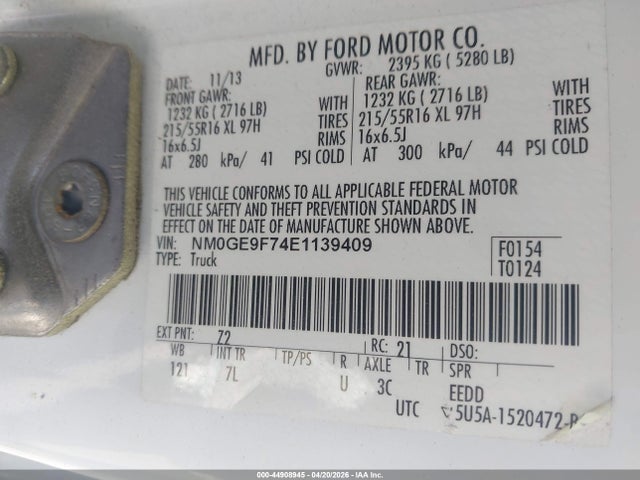 MFD. BY FORD MOTOR CO.
DATE: 11/13 GVWR: 2395 KG ( 5280 LB)
FRONT GAWR: REAR GAWR:
1232 KG ( 2716 LB) WITH 1232 KG ( 2716 LB) WITH
215/55R16 XL 97H TIRES 215/55R16 XL 97H TIRES
16x6.5J RIMS 16x6.5J RIMS
AT 280 kPa/ 41 PSI COLD AT 300 kPa/ 44 PSI COLD
THIS VEHICLE CONFORMS TO ALL APPLICABLE FEDERAL MOTOR
VEHICLE SAFETY AND THEFT PREVENTION STANDARDS IN
EFFECT ON THE DATE OF MANUFACTURE SHOWN ABOVE.
VIN: NM0GE9F74E1139409 F0154
TYPE: Truck T0124
EXT PNT: 72 RC: 21 DSO:
WB INT TR TP/PS R AXLE TR SPR
121 7L U 3C EEDD
UTC 5U5A-1520472-
000-44908945 - 04/20/2026 - IAAI.com